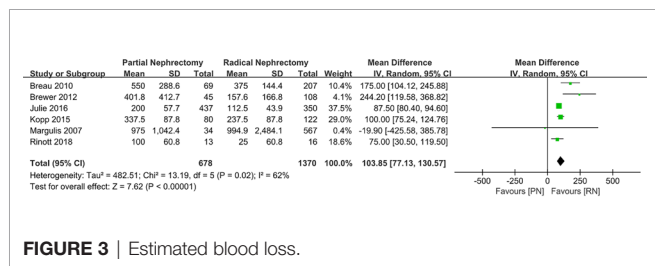 Partial Nephrectomy Radical Nephrectomy Mean Difference Mean Difference
Study or Subgroup Mean SD Total Mean SD Total Weight IV, Random, 95% CI IV, Random, 95% CI
Breau 2010 550 288.6 69 375 144.4 207 10.4% 175.00 [104.12, 245.88]
Brewer 2012 401.8 412.7 45 157.6 166.8 108 4.0% 244.20 [119.58, 368.82]
Julie 2016 200 57.7 437 112.5 43.9 350 35.8% 87.50 [80.40, 94.60]
Kopp 2015 337.5 87.8 80 237.5 87.8 122 30.8% 100.00 [75.24, 124.76]
Margulis 2007 975 1,042.4 34 994.9 2,484.1 567 0.4% -19.90 [-425.58, 385.78]
Rinott 2018 100 60.8 13 25 60.8 16 18.6% 75.00 [30.50, 119.50]
Total (95% CI) 678 1370 100.0% 103.85 [77.13, 130.57]
Heterogeneity: Tau² = 482.51; Chi² = 13.19, df = 5 (P = 0.02); I² = 62%
Test for overall effect: Z = 7.62 (P < 0.00001)
-500 -250 0 250 500
Favours [PN] Favours [RN]
FIGURE 3 | Estimated blood loss.